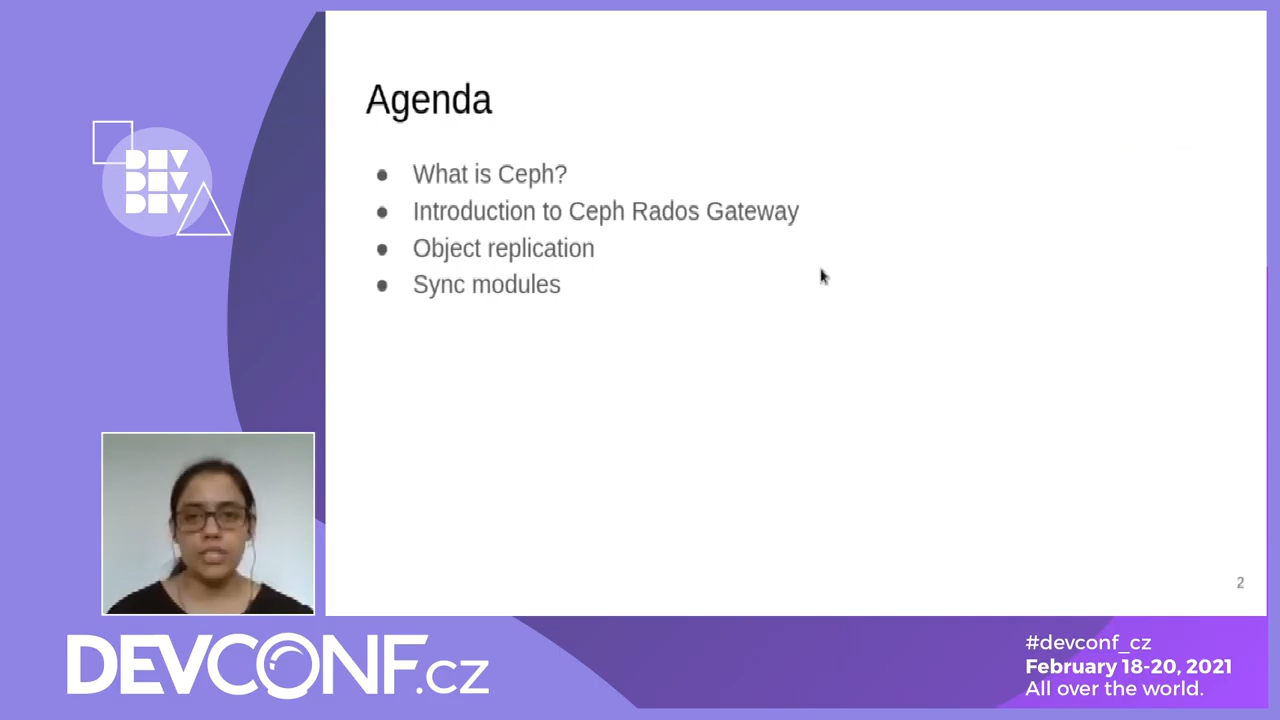 Agenda
What is Ceph?
Introduction to Ceph Rados Gateway
Object replication
Sync modules
2
DEV
DEV
DEV
DEVCONF.cz
#devconf_cz
February 18-20, 2021
All over the world.